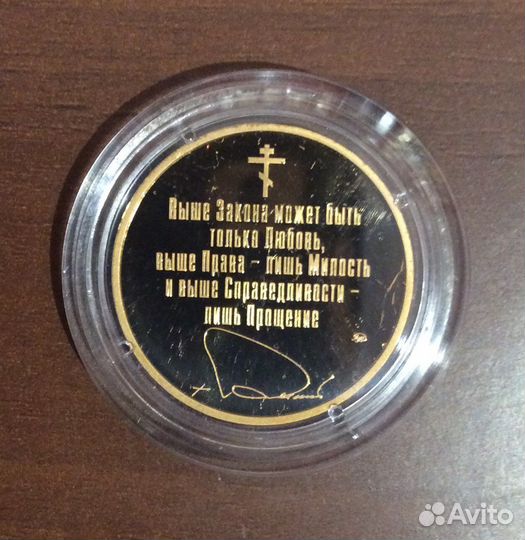 Выше Закона может быть
только Любовь,
выше Права – лишь Милость
и выше Справедливости –
лишь Прощение
Avito